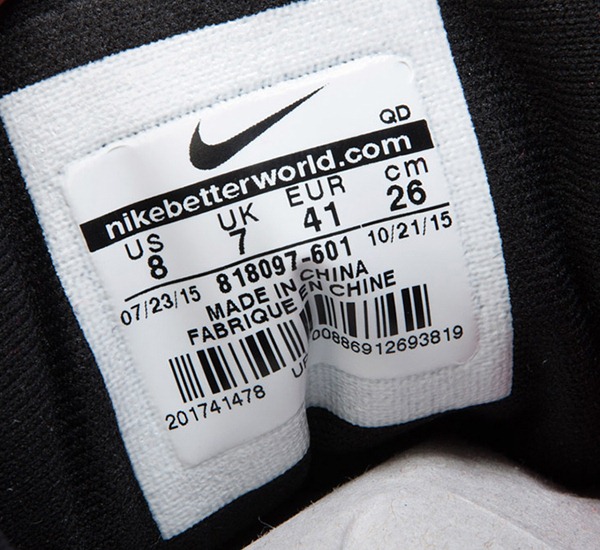 QD
nikebetterworld.com
US UK EUR cm
8 7 41 26
07/23/15 818097-601 10/21/15
MADE IN CHINA
FABRIQUE EN CHINE
201741478 00886912693819